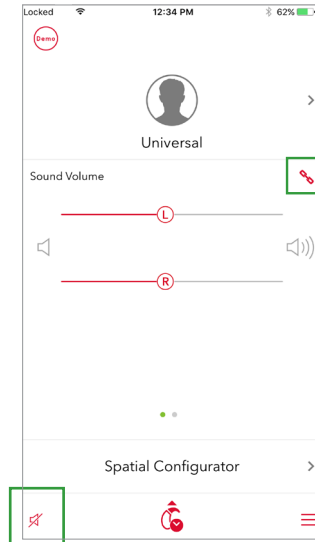 Locked 12:34 PM 62%
Demo
Universal
Sound Volume
L
R
Spatial Configurator